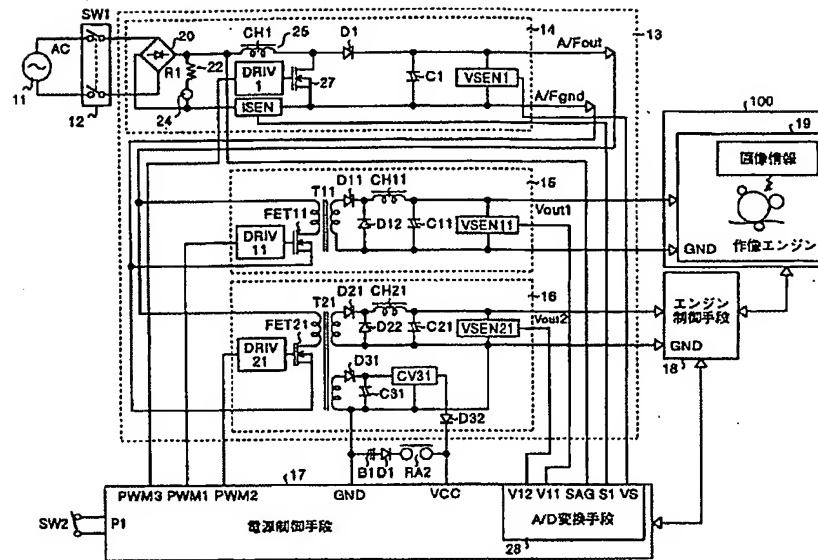 SW1
AC
11
12
20
R1
22
24
CH1
25
D1
DRIV
1
27
ISEN
C1
VSEN1
14
A/Fout
A/Fgnd
13
100
19
画像情報
GND
作像エンジン
D11
CH11
T11
FET11
D12
C11
VSEN11
DRIV
11
15
Vout1
D21
CH21
T21
FET21
D22
C21
VSEN21
DRIV
21
16
Vout2
D31
CV31
C31
D32
エンジン
制御手段
GND
18
B1
D1
RA2
17
PWM3
PWM1
PWM2
GND
VCC
V12
V11
SAG
S1
VS
SW2
P1
電源制御手段
A/D変換手段
28